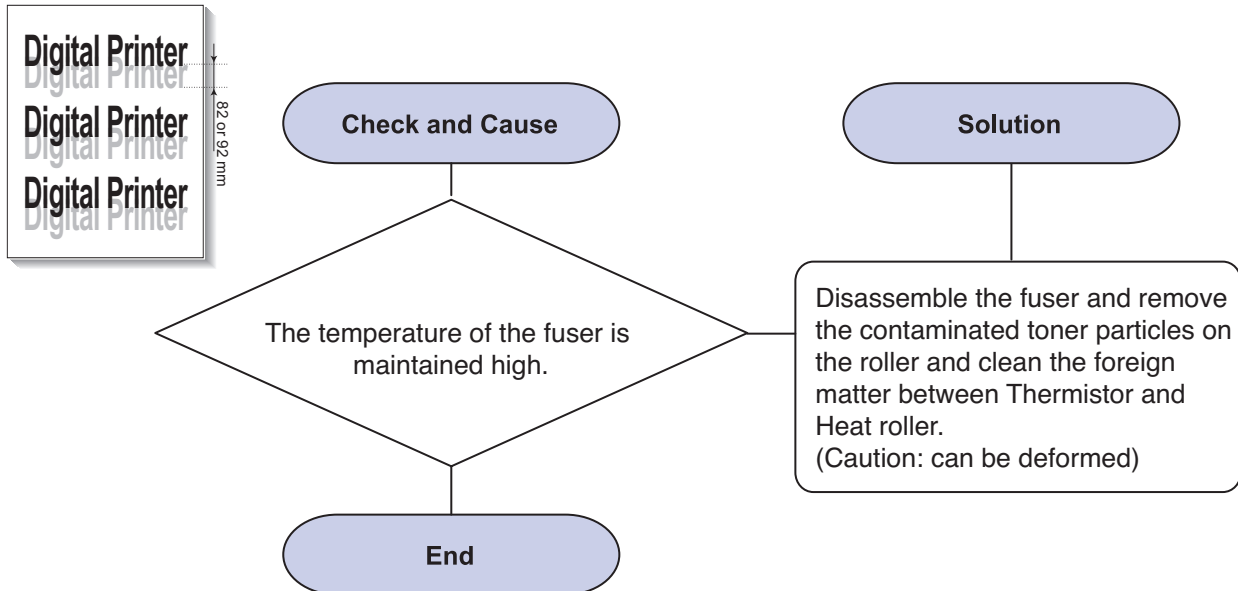 Digital Printer
Digital Printer
Digital Printer
Digital Printer
Digital Printer
Digital Printer
82 or 92 mm
Check and Cause
Solution
The temperature of the fuser is
maintained high.
Disassemble the fuser and remove
the contaminated toner particles on
the roller and clean the foreign
matter between Thermistor and
Heat roller.
(Caution: can be deformed)
End